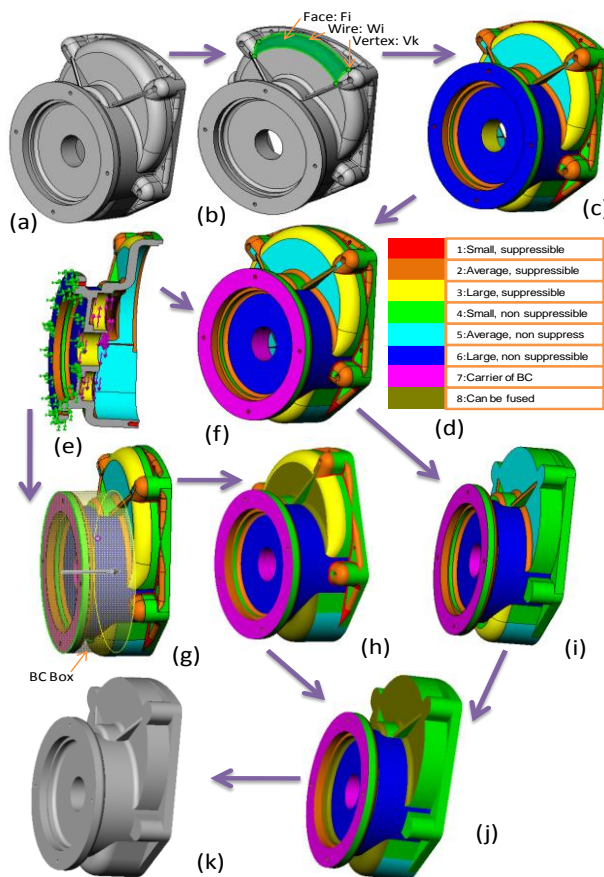 Face: Fi
Wire: Wi
Vertex: Vk
(a)
(b)
(c)
1:Small, suppressible
2:Average, suppressible
3:Large, suppressible
4:Small, non suppressible
5:Average, non suppress
6:Large, non suppressible
7:Carrier of BC
8:Can be fused
(d)
(e)
(f)
(g)
BC Box
(h)
(i)
(j)
(k)